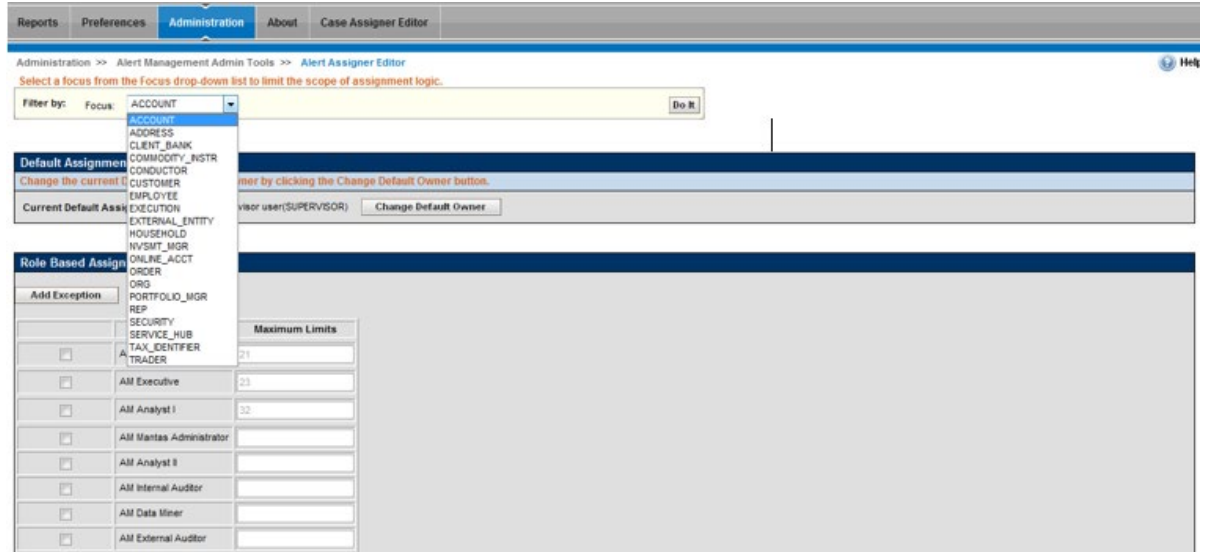 Reports Preferences Administration About Case Assigner Editor
Administration >> Alert Management Admin Tools >> Alert Assigner Editor Help
Select a focus from the Focus drop-down list to limit the scope of assignment logic.
Filter by: Focus: ACCOUNT Do It
ACCOUNT
ADDRESS
CLIENT_BANK
COMMODITY_INSTR
CONDUCTOR
CUSTOMER
EMPLOYEE
EXECUTION
EXTERNAL_ENTITY
HOUSEHOLD
NVSMT_MGR
ONLINE_ACCT
ORDER
ORG
PORTFOLIO_MGR
REP
SECURITY
SERVICE_HUB
TAX_IDENTIFIER
TRADER
Default Assignmen
Change the current D ner by clicking the Change Default Owner button.
Current Default Assi visor user(SUPERVISOR) Change Default Owner
Role Based Assign
Add Exception
Maximum Limits
A 21
AM Executive 23
AM Analyst I 32
AM Mantas Administrator
AM Analyst II
AM Internal Auditor
AM Data Miner
AM External Auditor